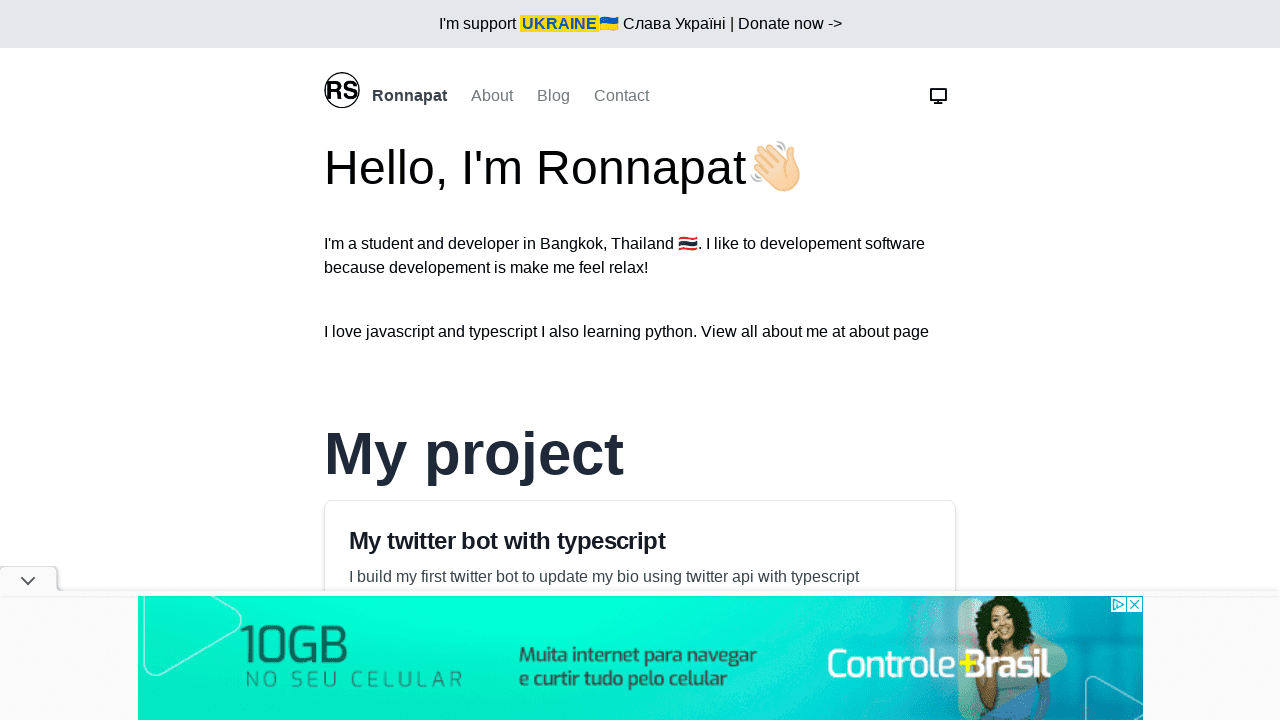 I'm support UKRAINE🇺🇦 Слава Україні | Donate now ->
RS Ronnapat About Blog Contact
Hello, I'm Ronnapat👋🏻
I'm a student and developer in Bangkok, Thailand 🇹🇭. I like to developement software
because developement is make me feel relax!
I love javascript and typescript I also learning python. View all about me at about page
My project
My twitter bot with typescript
I build my first twitter bot to update my bio using twitter api with typescript
10GB
NO SEU CELULAR
Muita internet para navegar
e curtir tudo pelo celular
Controle+Brasil